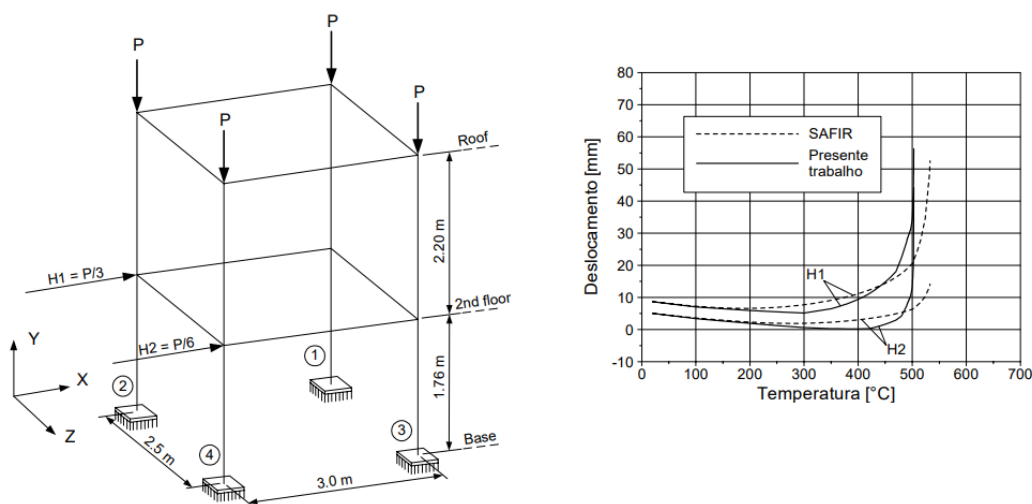 P
P
P
P
Roof
2.20 m
H1 = P/3
2nd floor
H2 = P/6
1.76 m
Y
X
Z
1
2
3
4
Base
2.5 m
3.0 m
80
70
60
50
40
30
20
10
0
-10
Deslocamento [mm]
SAFIR
Presente
trabalho
H1
H2
0
100
200
300
400
500
600
700
Temperatura [°C]